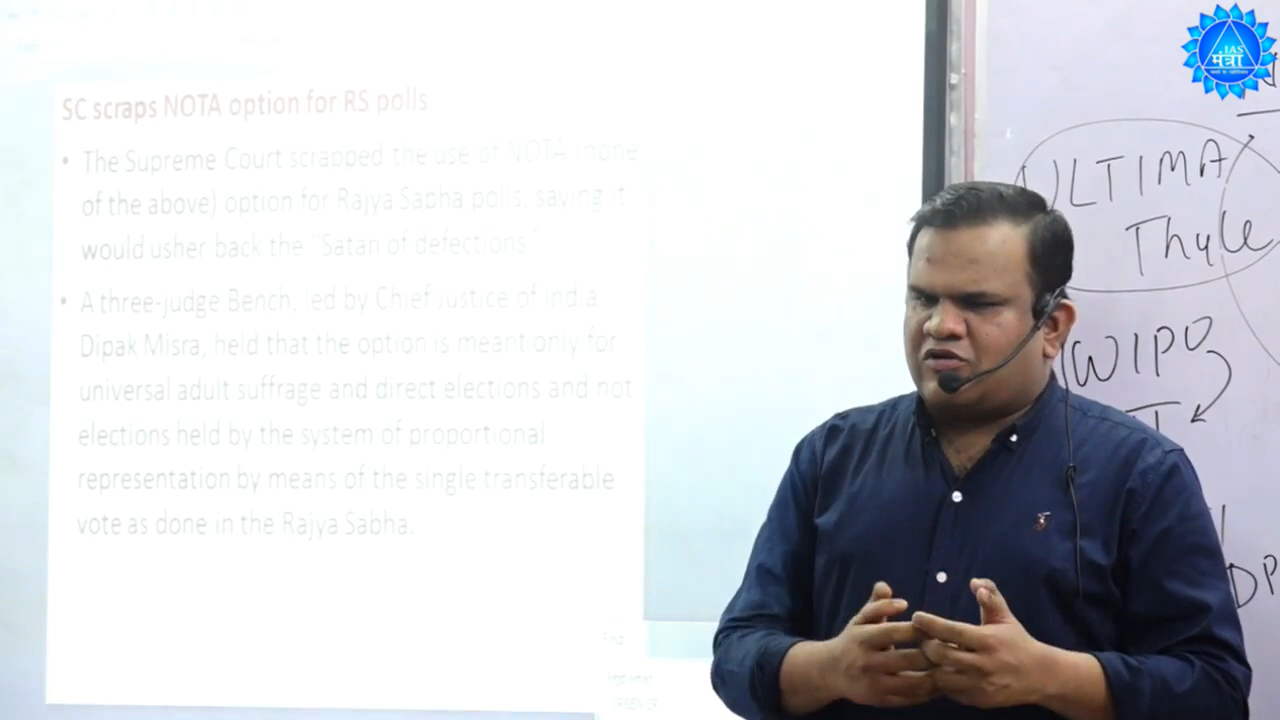 SC scraps NOTA option for RS polls
• The Supreme Court scrapped the use of NOTA (none
of the above) option for Rajya Sabha polls, saying it
would usher back the "Satan of defections"
• A three-judge Bench, led by Chief Justice of India
Dipak Misra, held that the option is meant only for
universal adult suffrage and direct elections and not
elections held by the system of proportional
representation by means of the single transferable
vote as done in the Rajya Sabha.
Find
Find what
IAS
मंत्रा
ULTIMA
Thule
WIPO
DP